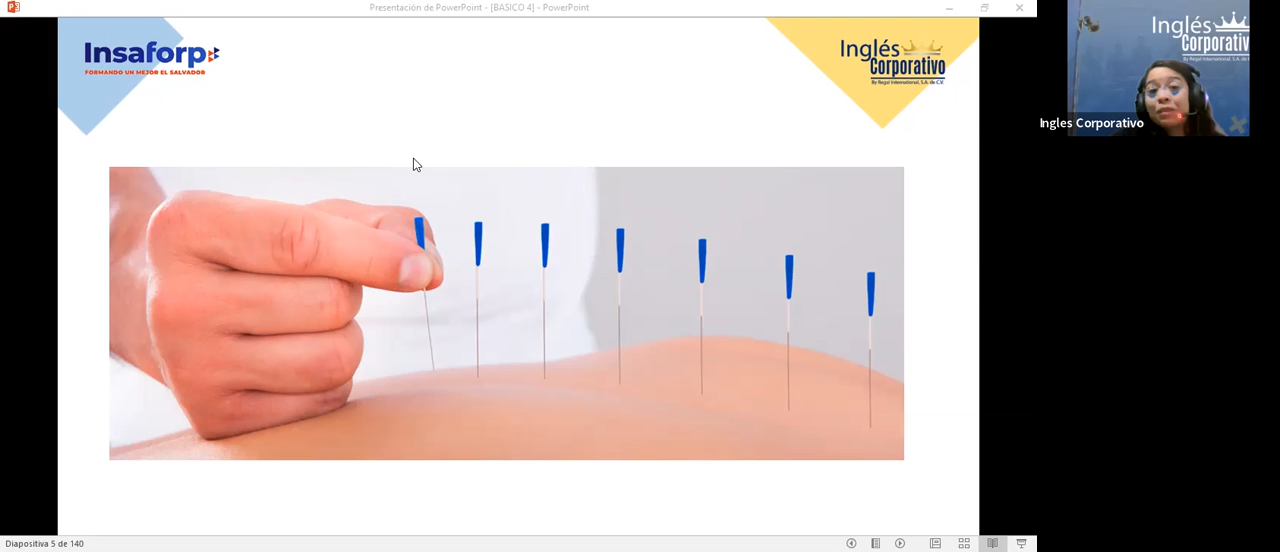 Presentación de PowerPoint - [BASICO 4] - PowerPoint
Insaforp
FORMANDO UN MEJOR EL SALVADOR
Inglés
Corporativo
By Regal International, S.A. de C.V.
Inglés
Corporativo
Ingles Corporativo
Diapositiva 5 de 140